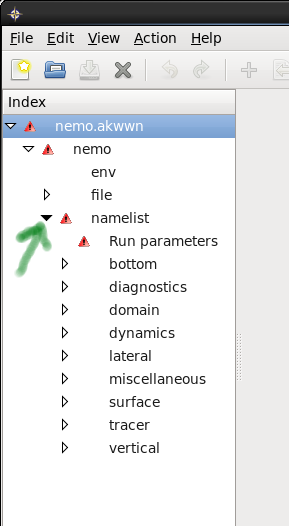 File Edit View Action Help
Index
nemo.akwwn
nemo
env
file
namelist
Run parameters
bottom
diagnostics
domain
dynamics
lateral
miscellaneous
surface
tracer
vertical